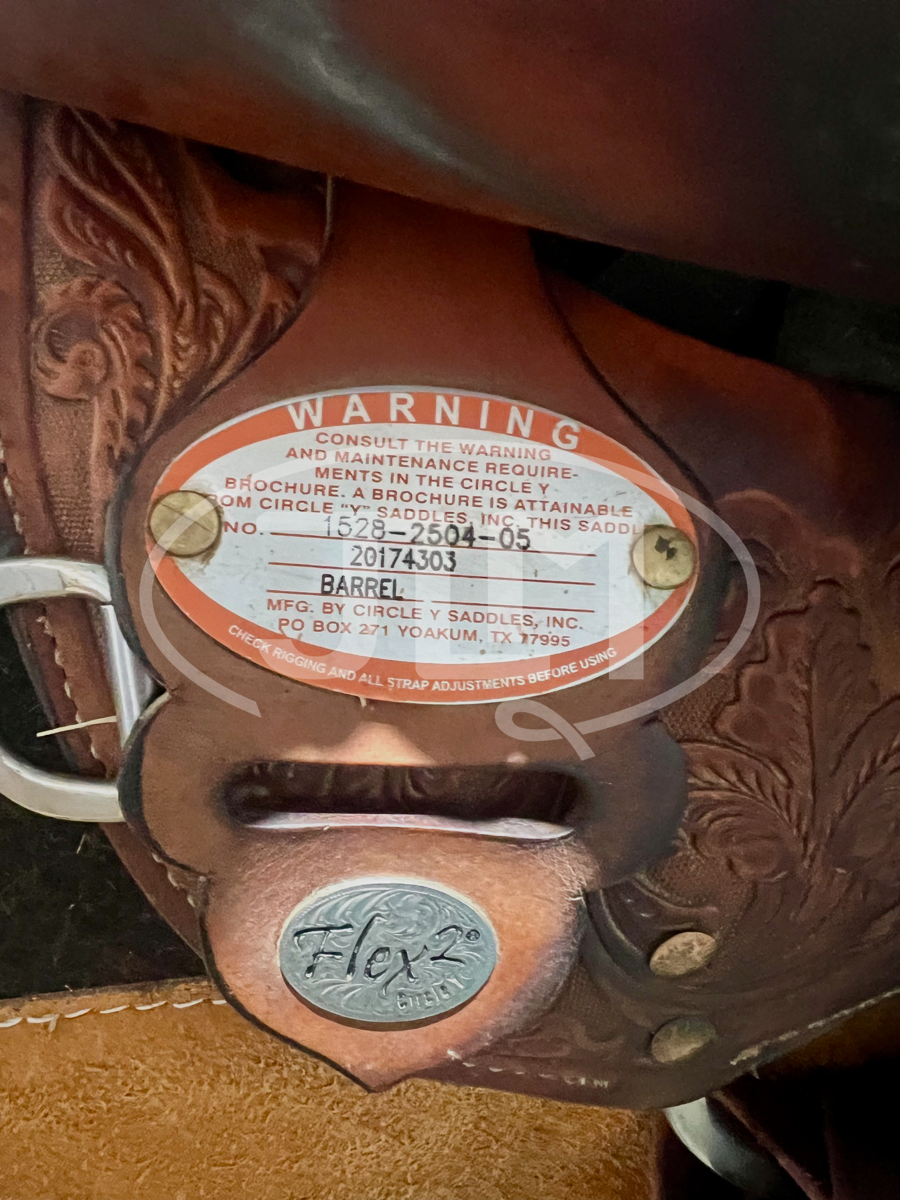 WARNING
CONSULT THE WARNING
AND MAINTENANCE REQUIRE-
MENTS IN THE CIRCLE Y
BROCHURE. A BROCHURE IS ATTAINABLE
OM CIRCLE "Y" SADDLES, INC. THIS SADDL
NO. 1528-2504-05
20174303
BARREL
MFG. BY CIRCLE Y SADDLES, INC.
PO BOX 271 YOAKUM, TX 77995
CHECK RIGGING AND ALL STRAP ADJUSTMENTS BEFORE USING
Flex2®
CIRCLE Y